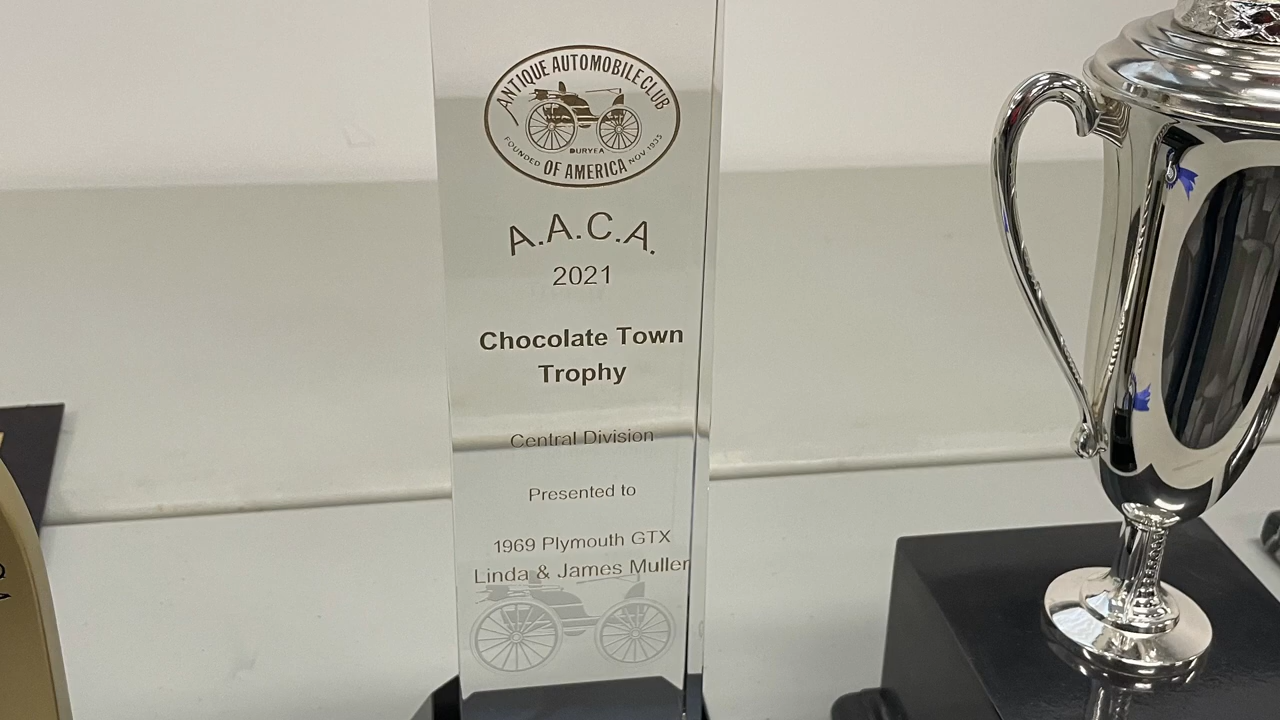 ANTIQUE AUTOMOBILE CLUB
DURYEA
FOUNDED NOV. 1935
OF AMERICA
A.A.C.A.
2021
Chocolate Town
Trophy
Central Division
Presented to
1969 Plymouth GTX
Linda & James Muller